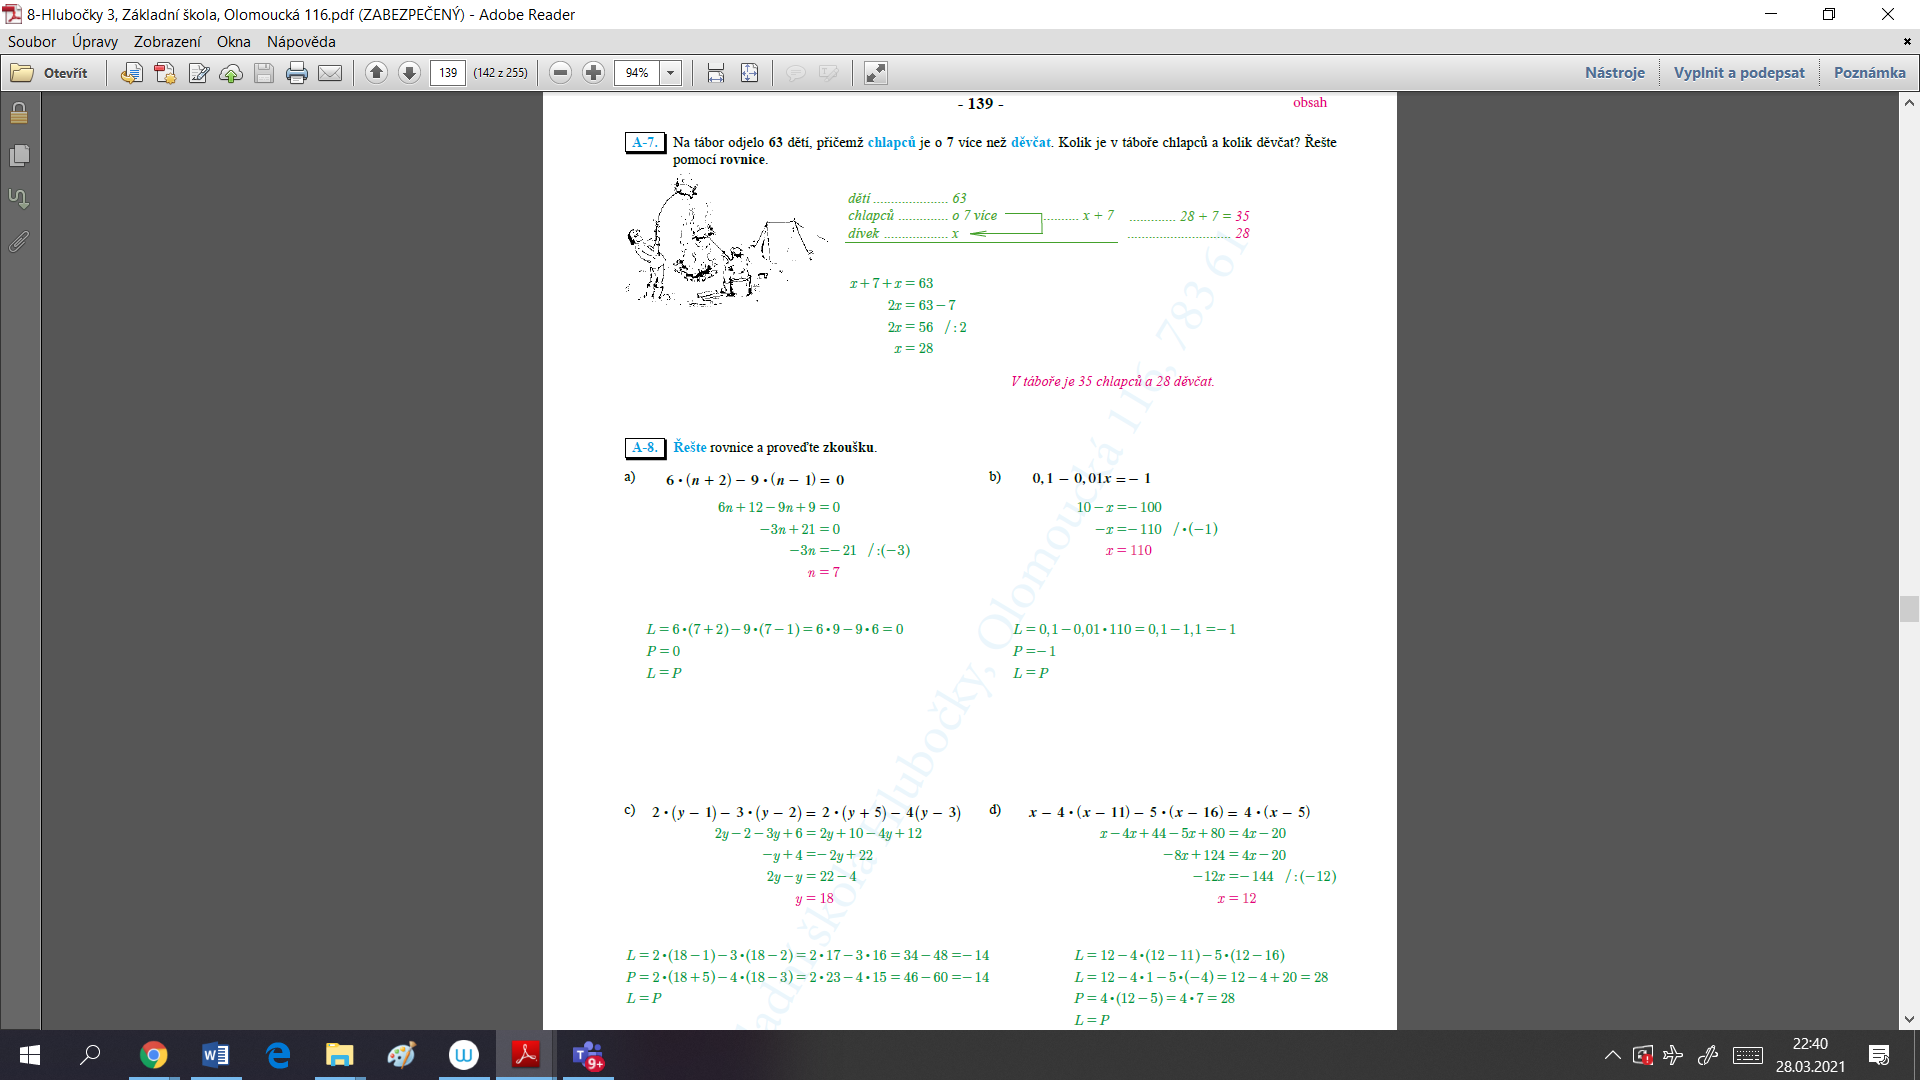 8-Hlubočky 3, Základní škola, Olomoucká 116.pdf (ZABEZPEČENÝ) - Adobe Reader
Soubor Úpravy Zobrazení Okna Nápověda
Otevřít 139 (142 z 255) 94% Nástroje Vyplnit a podepsat Poznámka
- 139 - obsah
A-7. Na tábor odjelo 63 dětí, přičemž chlapců je o 7 více než děvčat. Kolik je v táboře chlapců a kolik děvčat? Řešte
pomocí rovnice.
dětí ..................... 63
chlapců .............. o 7 více .......... x + 7 ............. 28 + 7 = 35
dívek .................. x ............................. 28
x + 7 + x = 63
2x = 63 − 7
2x = 56 / : 2
x = 28
V táboře je 35 chlapců a 28 děvčat.
A-8. Řešte rovnice a proveďte zkoušku.
a) 6 • (n + 2) − 9 • (n − 1) = 0
6n + 12 − 9n + 9 = 0
−3n + 21 = 0
−3n = − 21 / :(−3)
n = 7
L = 6 • (7 + 2) − 9 • (7 − 1) = 6 • 9 − 9 • 6 = 0
P = 0
L = P
b) 0,1 − 0,01x = − 1
10 − x = − 100
−x = − 110 / • (−1)
x = 110
L = 0,1 − 0,01 • 110 = 0,1 − 1,1 = − 1
P = − 1
L = P
c) 2 • (y − 1) − 3 • (y − 2) = 2 • (y + 5) − 4(y − 3)
2y − 2 − 3y + 6 = 2y + 10 − 4y + 12
−y + 4 = − 2y + 22
2y − y = 22 − 4
y = 18
L = 2 • (18 − 1) − 3 • (18 − 2) = 2 • 17 − 3 • 16 = 34 − 48 = − 14
P = 2 • (18 + 5) − 4 • (18 − 3) = 2 • 23 − 4 • 15 = 46 − 60 = − 14
L = P
d) x − 4 • (x − 11) − 5 • (x − 16) = 4 • (x − 5)
x − 4x + 44 − 5x + 80 = 4x − 20
−8x + 124 = 4x − 20
−12x = − 144 / :(−12)
x = 12
L = 12 − 4 • (12 − 11) − 5 • (12 − 16)
L = 12 − 4 • 1 − 5 • (−4) = 12 − 4 + 20 = 28
P = 4 • (12 − 5) = 4 • 7 = 28
L = P
ladní škola Hlubočky, Olomoucká 116, 783 61
9+
22:40
28.03.2021